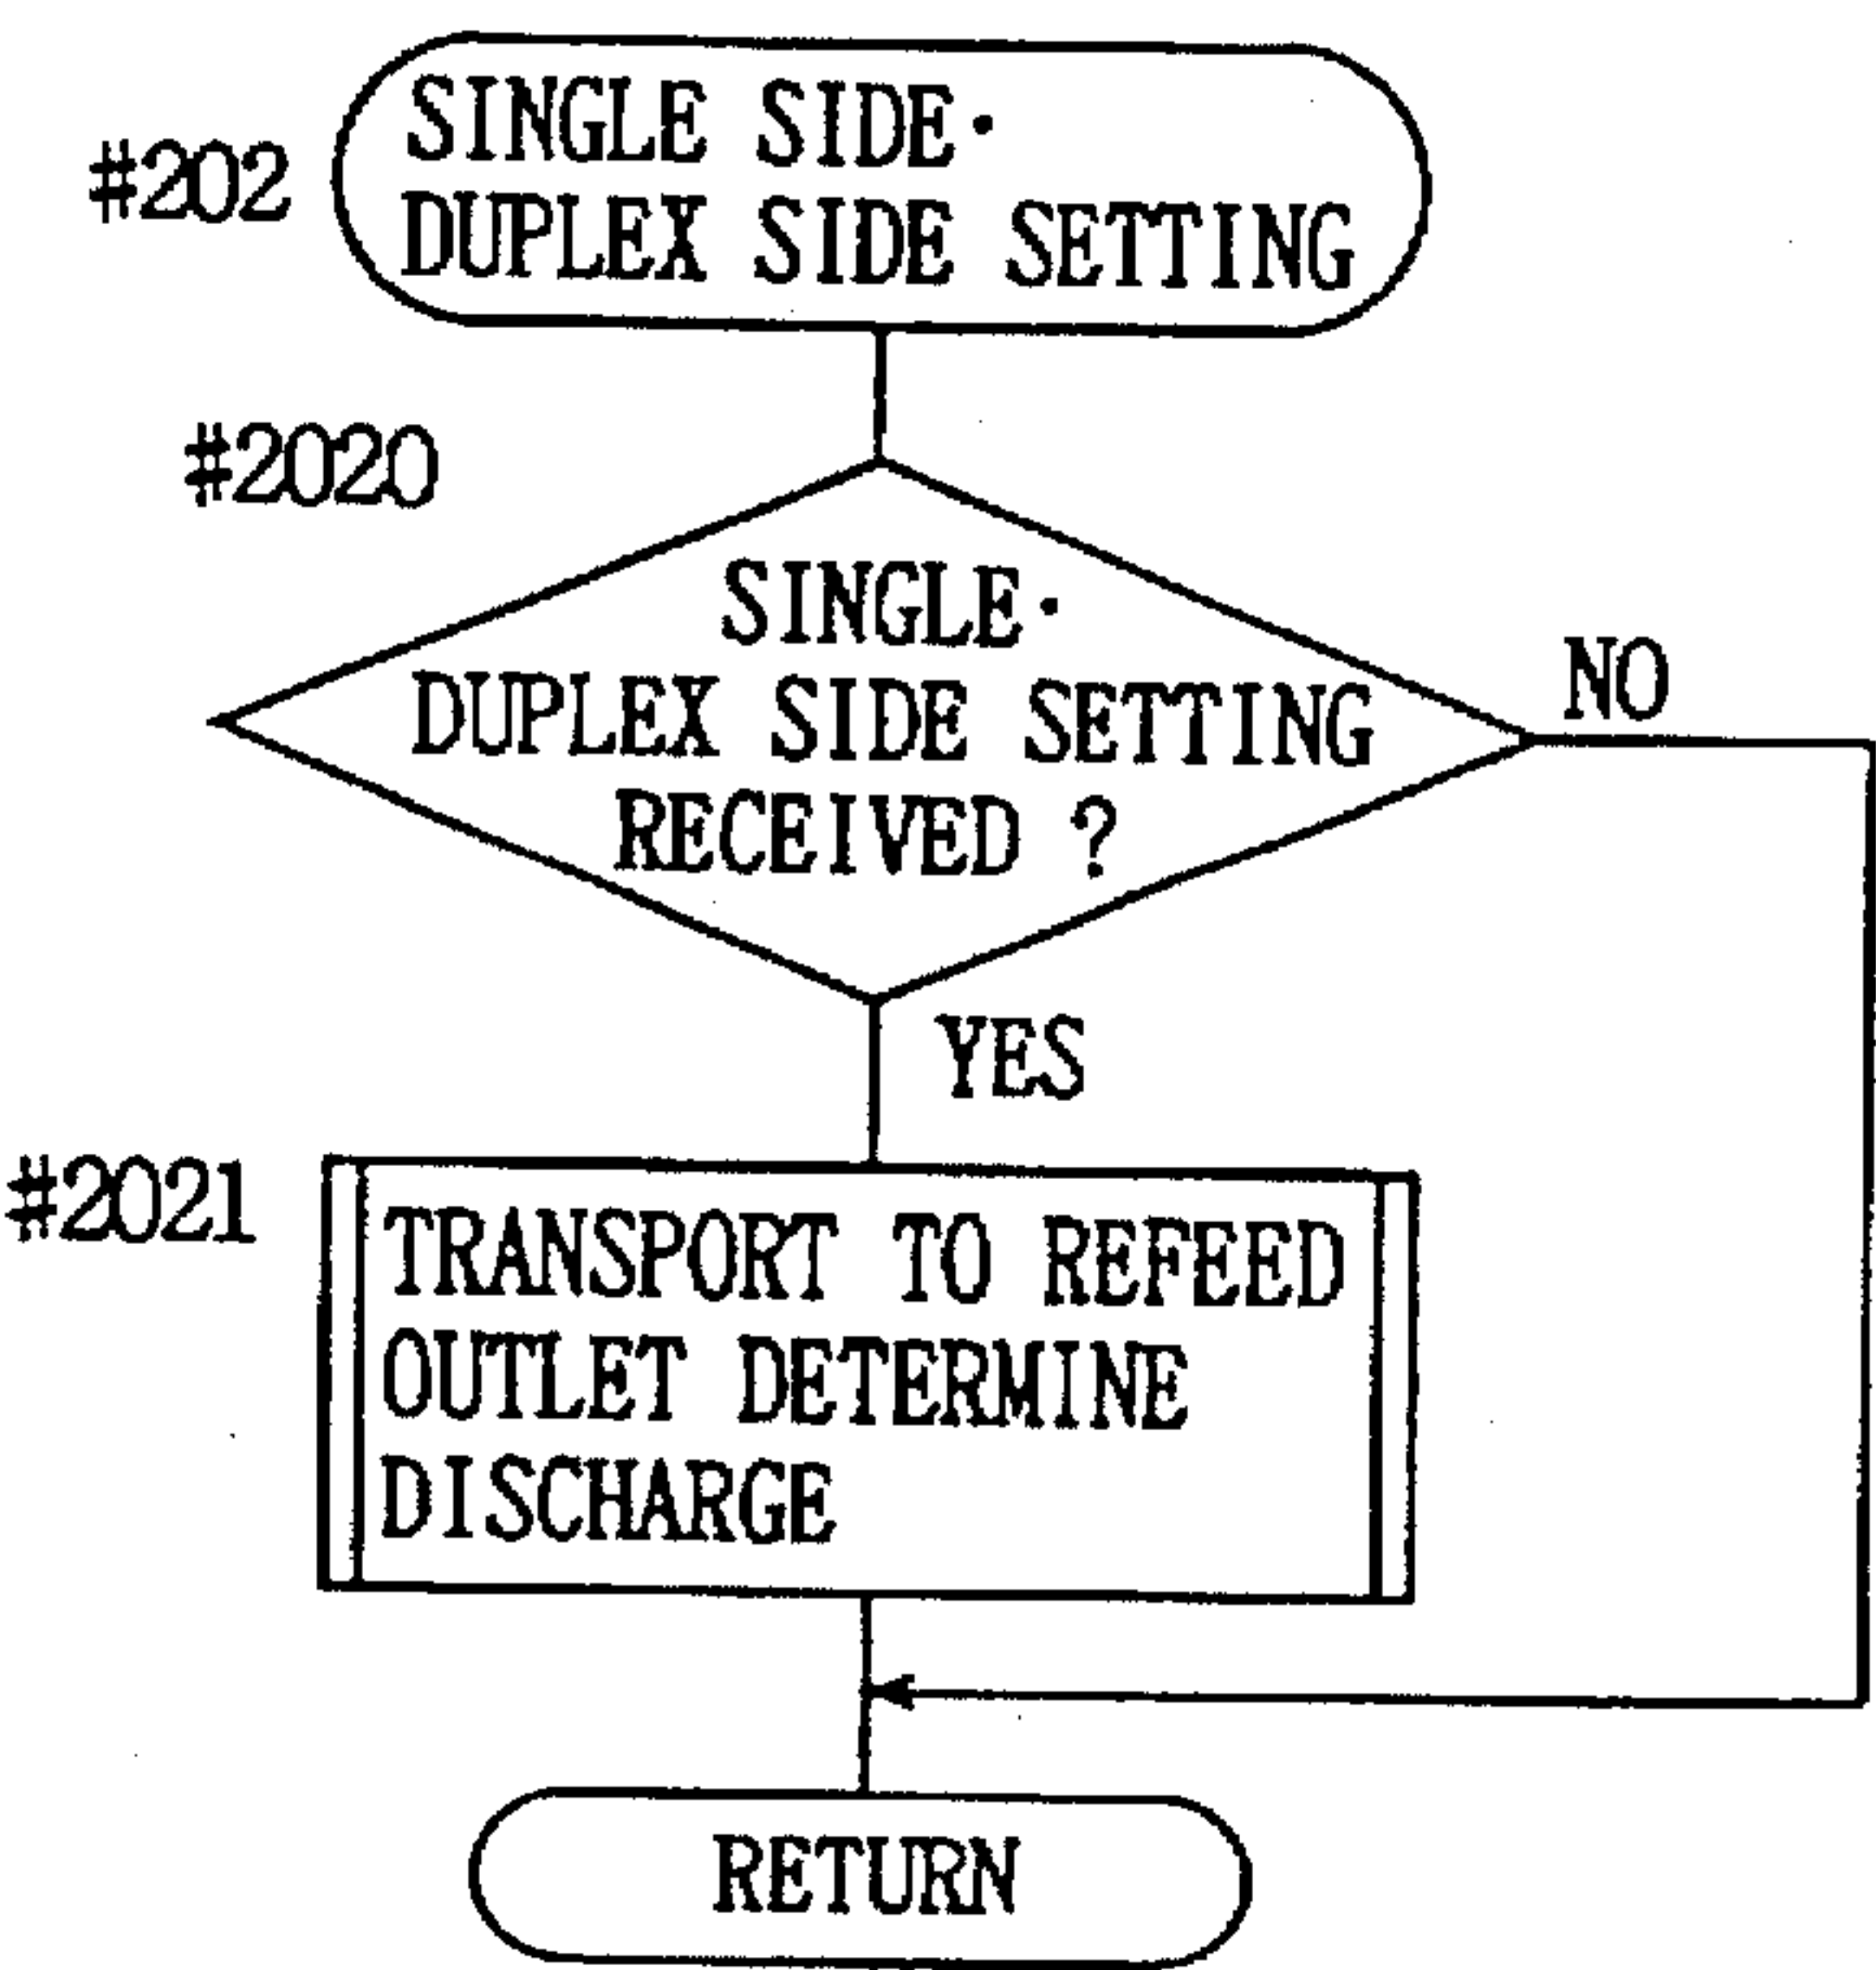 #202
SINGLE SIDE·
DUPLEX SIDE SETTING
#2020
SINGLE·
DUPLEX SIDE SETTING
RECEIVED ?
NO
YES
#2021
TRANSPORT TO REFEED
OUTLET DETERMINE
DISCHARGE
RETURN